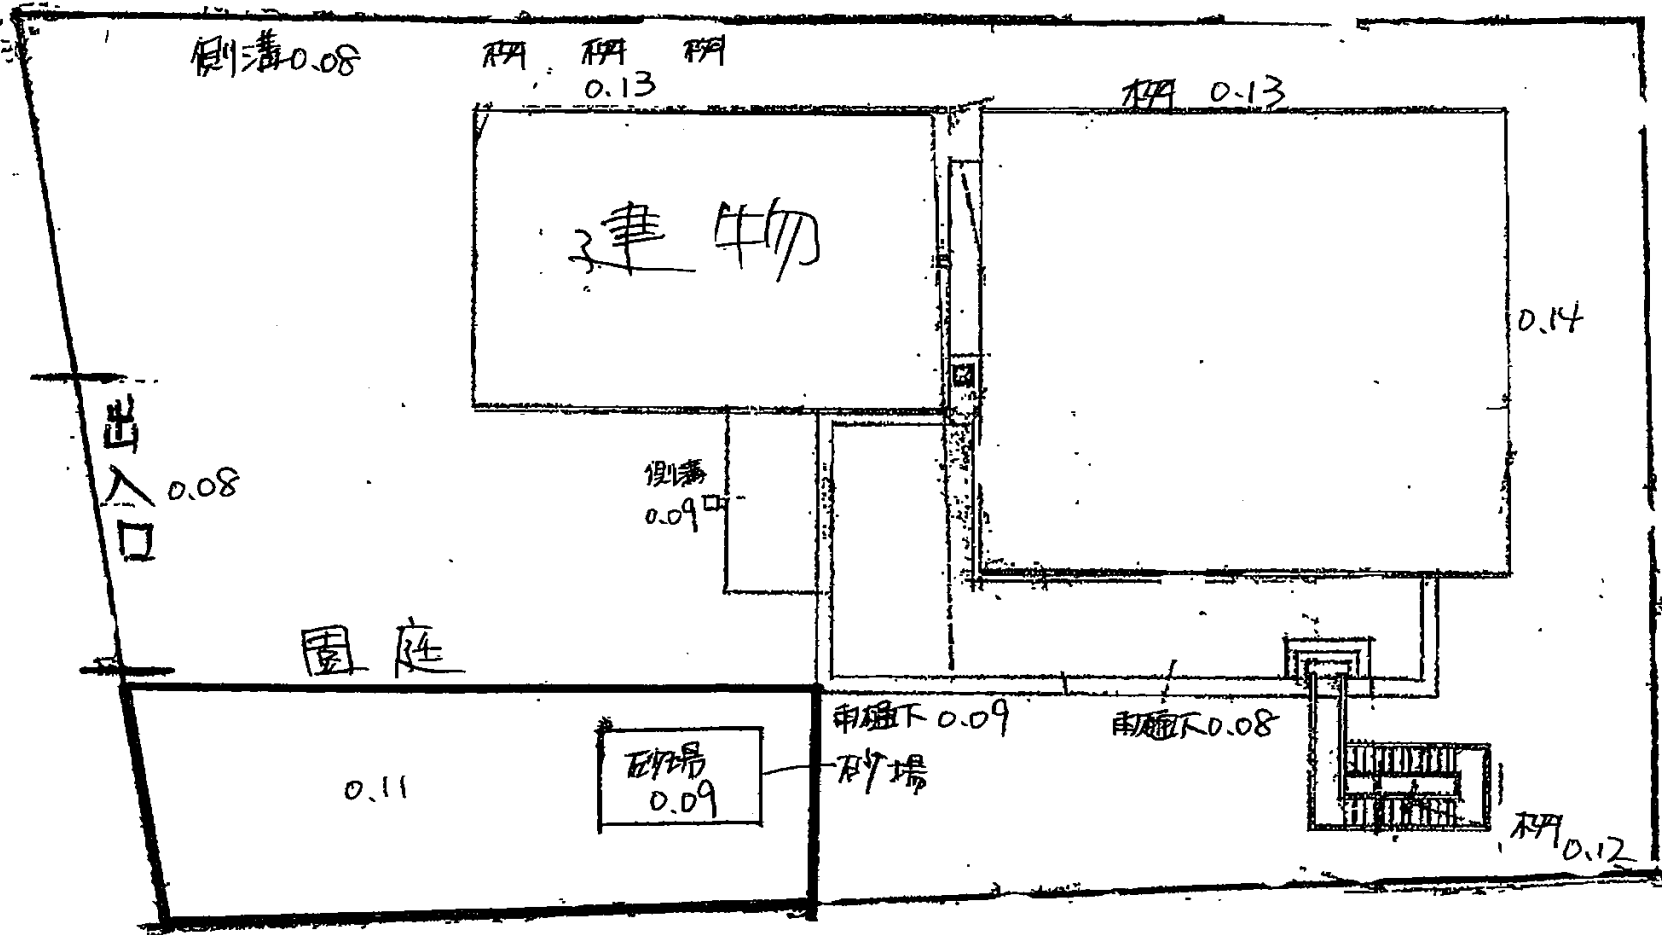 側溝0.08
桝 桝 桝
0.13
桝 0.13
建物
0.14
出入口
0.08
側溝
0.09
園庭
雨樋下0.09
雨樋下0.08
砂場
0.09
砂場
0.11
桝
0.12